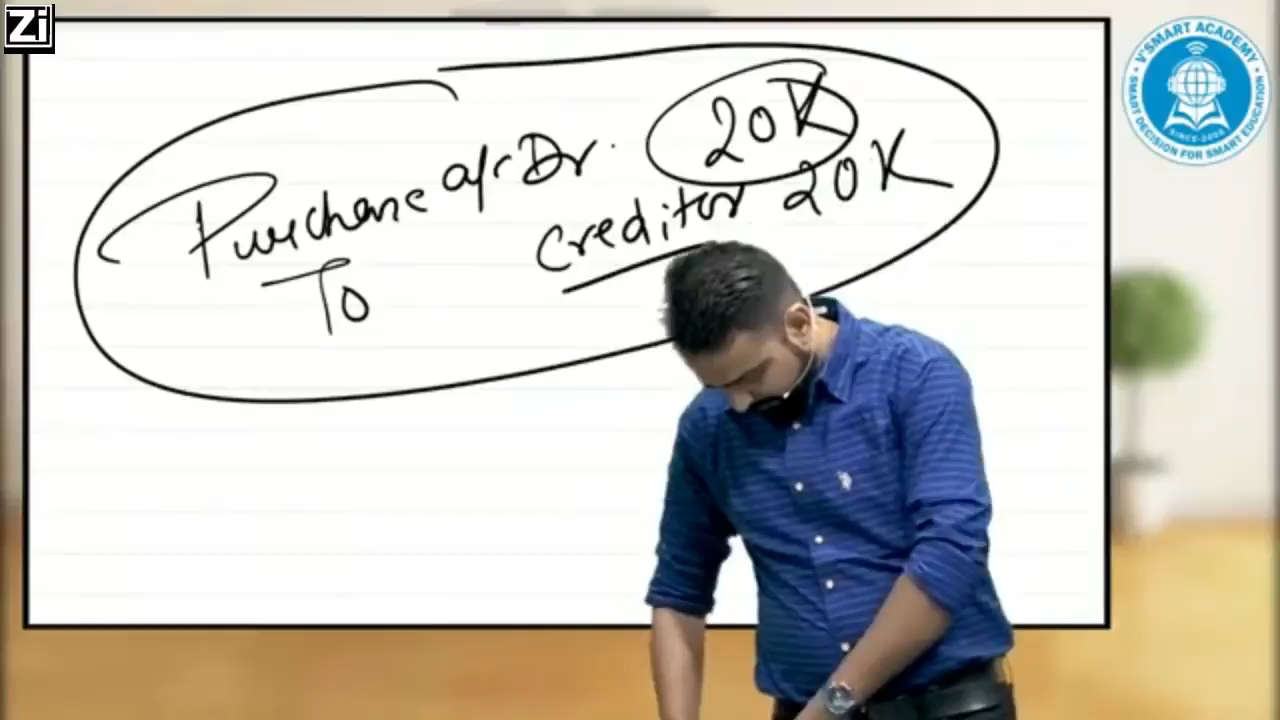 Zi
Purchase a/c Dr. 20K
To creditor 20K
V'SMART ACADEMY
SMART DECISION FOR SMART EDUCATION